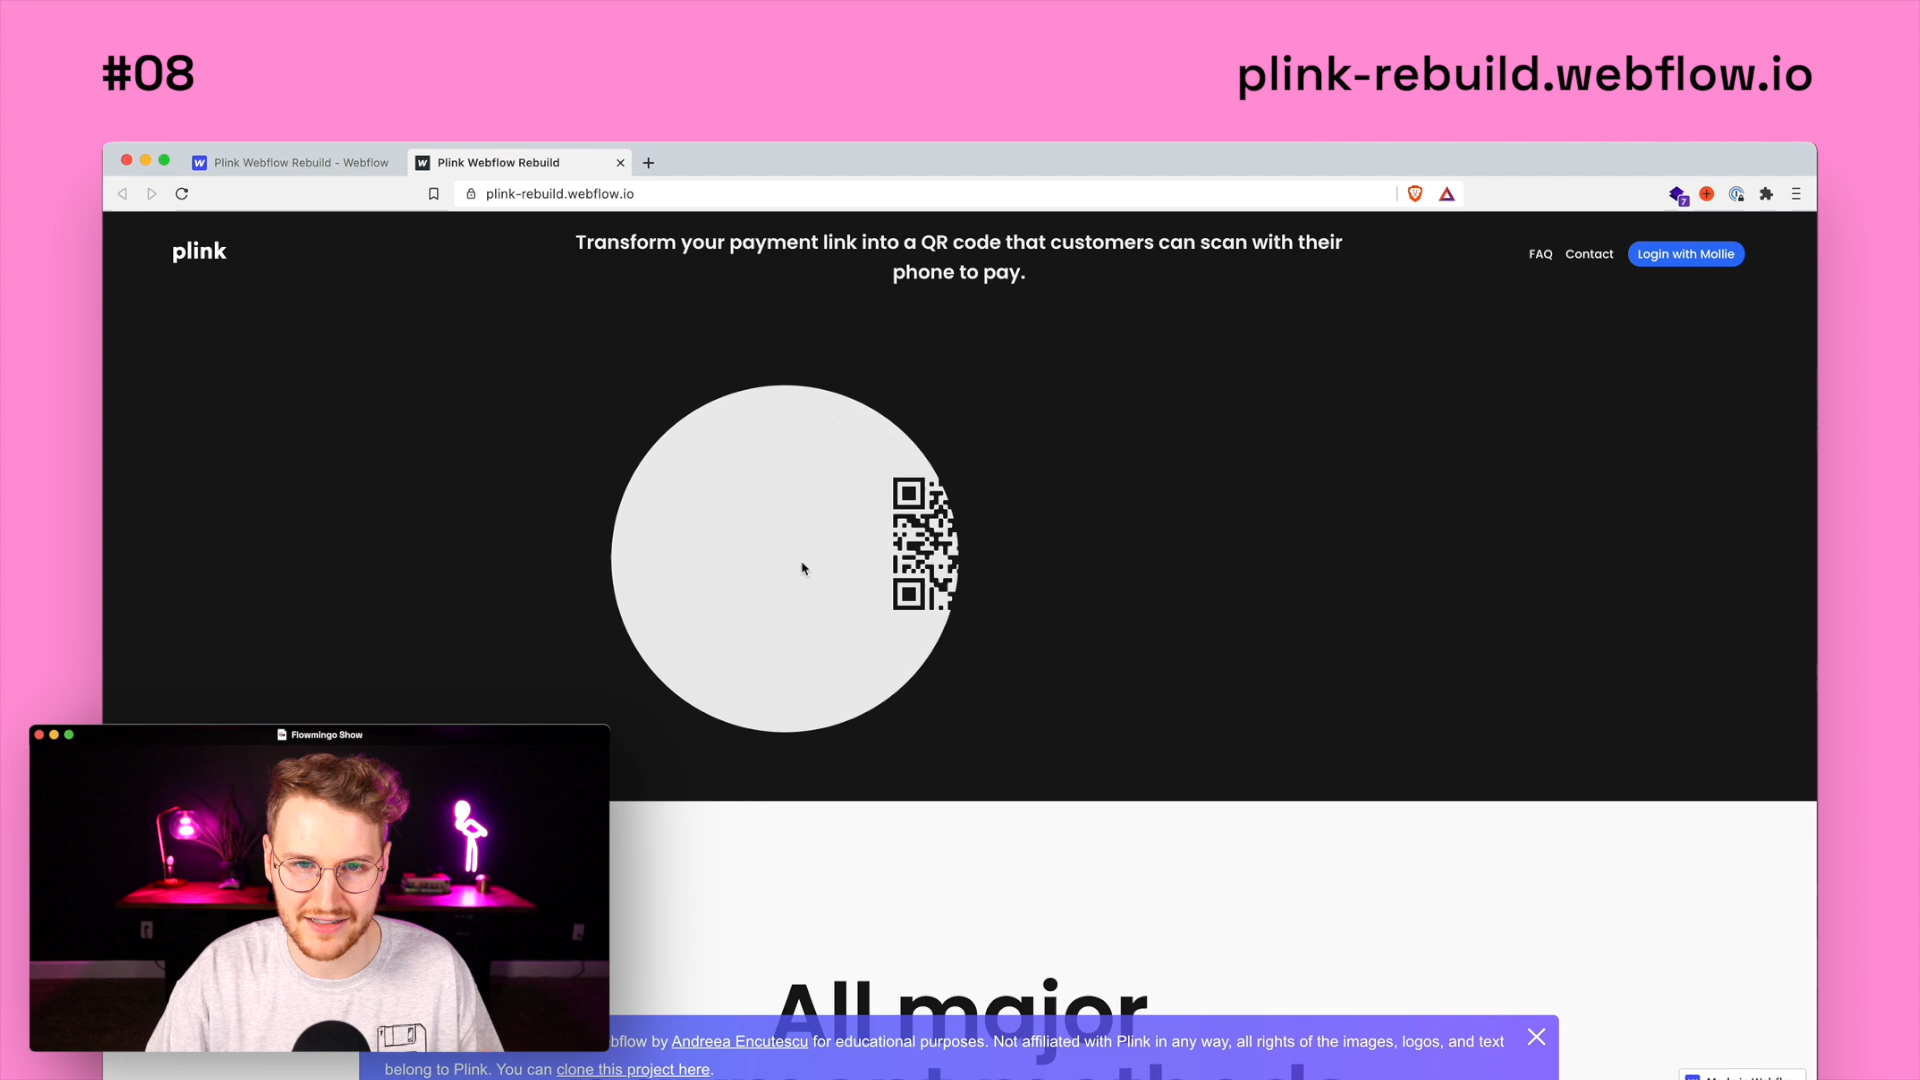 #08
plink-rebuild.webflow.io
Plink Webflow Rebuild - Webflow
Plink Webflow Rebuild
plink-rebuild.webflow.io
7
plink
Transform your payment link into a QR code that customers can scan with their
phone to pay.
FAQ
Contact
Login with Mollie
Flowmingo Show
All major
bflow by Andreea Encutescu for educational purposes. Not affiliated with Plink in any way, all rights of the images, logos, and text
belong to Plink. You can clone this project here.